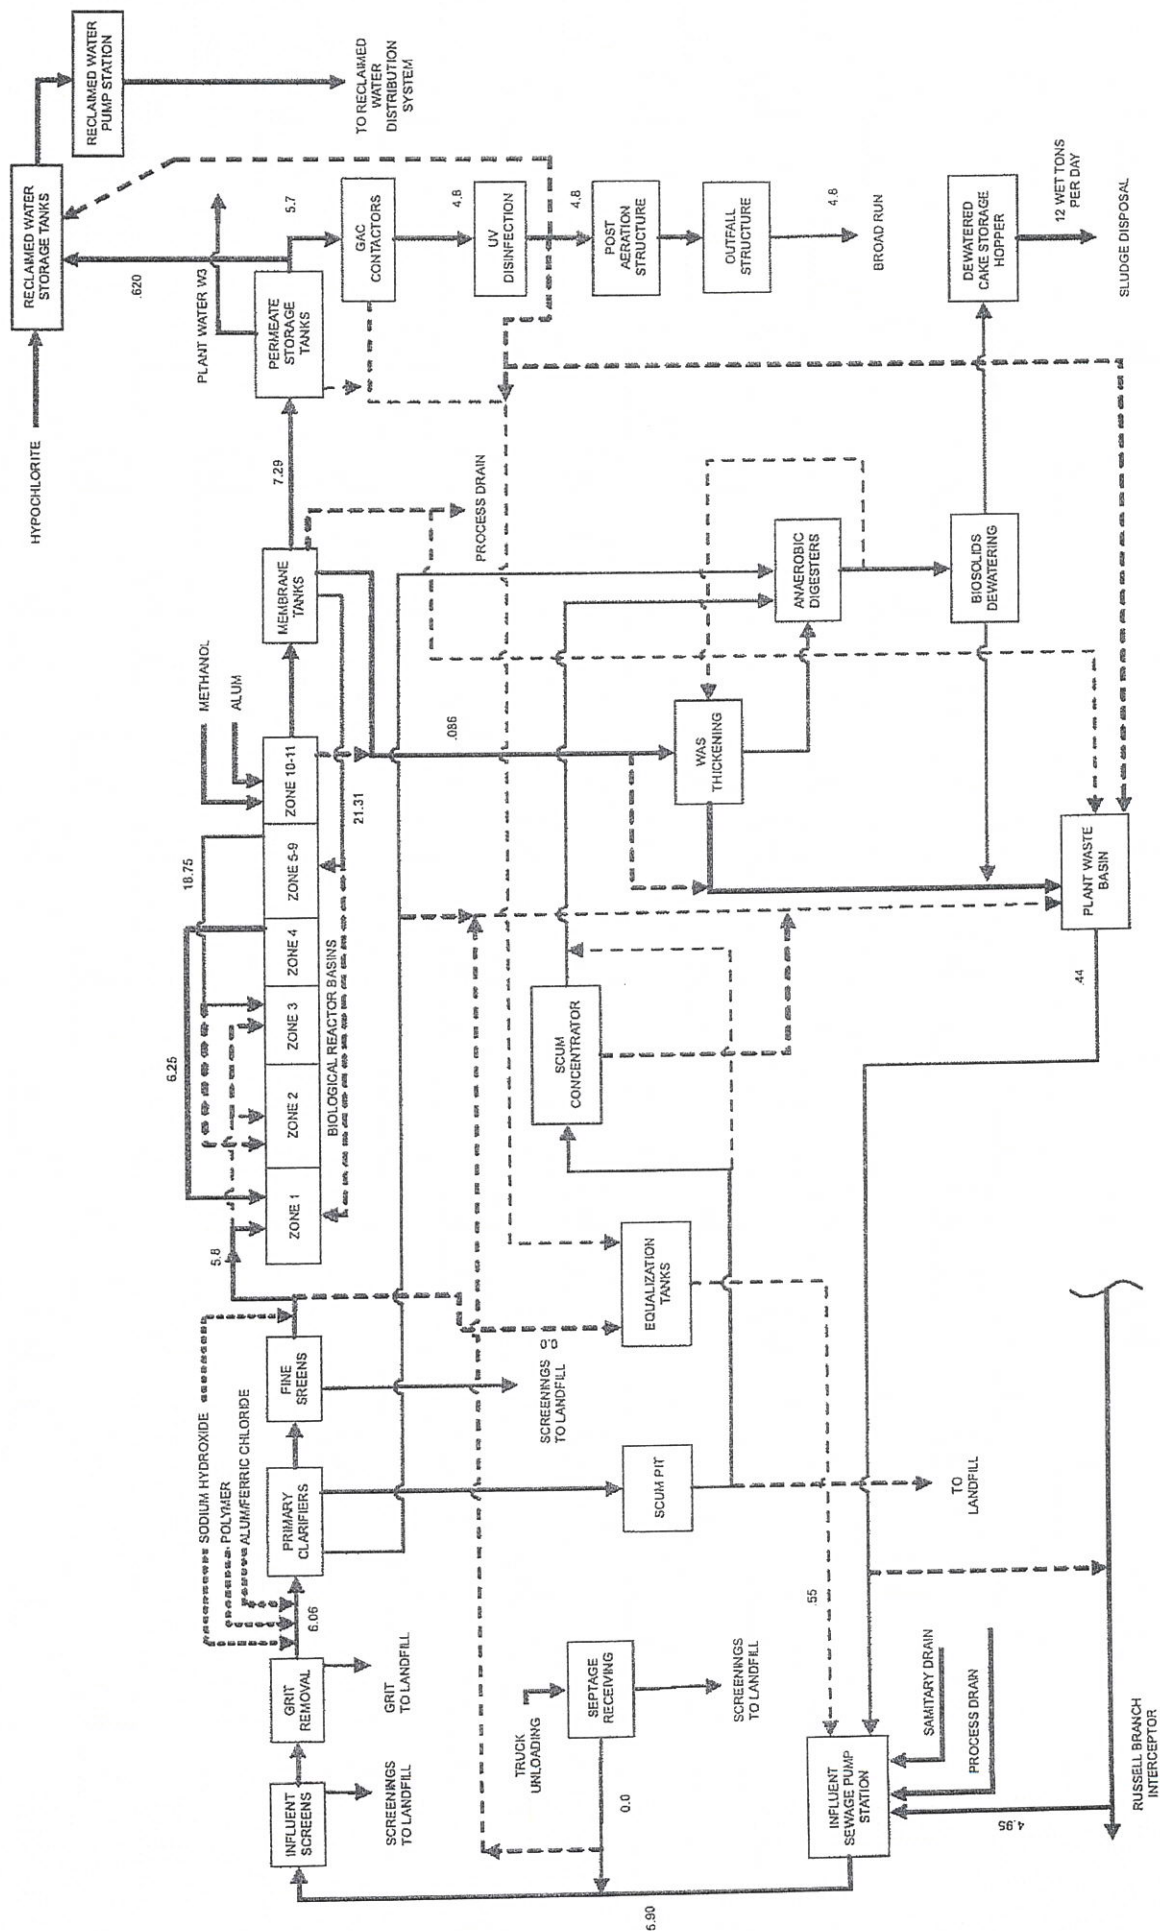 HYPOCHLORITE
RECLAIMED WATER
STORAGE TANKS
RECLAIMED WATER
PUMP STATION
TO RECLAIMED
WATER
DISTRIBUTION
SYSTEM
.620
PLANT WATER W3
5.7
PERMEATE
STORAGE
TANKS
GAC
CONTACTORS
4.8
UV
DISINFECTION
4.8
POST
AERATION
STRUCTURE
OUTFALL
STRUCTURE
4.8
BROAD RUN
METHANOL
ALUM
7.29
MEMBRANE
TANKS
PROCESS DRAIN
SODIUM HYDROXIDE
POLYMER
ALUM/FERRIC CHLORIDE
INFLUENT
SCREENS
SCREENINGS
TO LANDFILL
GRIT
REMOVAL
GRIT
TO LANDFILL
6.06
PRIMARY
CLARIFIERS
FINE
SREENS
SCREENINGS
TO LANDFILL
0.0
5.8
6.25
18.75
ZONE 1
ZONE 2
ZONE 3
ZONE 4
ZONE 5-9
ZONE 10-11
BIOLOGICAL REACTOR BASINS
21.31
.086
TRUCK
UNLOADING
SEPTAGE
RECEIVING
SCREENINGS
TO LANDFILL
0.0
SCUM PIT
TO
LANDFILL
EQUALIZATION
TANKS
SCUM
CONCENTRATOR
WAS
THICKENING
ANAEROBIC
DIGESTERS
BIOSOLIDS
DEWATERING
DEWATERED
CAKE STORAGE
HOPPER
12 WET TONS
PER DAY
SLUDGE DISPOSAL
PLANT WASTE
BASIN
.44
.55
INFLUENT
SEWAGE PUMP
STATION
SANITARY DRAIN
PROCESS DRAIN
4.95
5.90
RUSSELL BRANCH
INTERCEPTOR